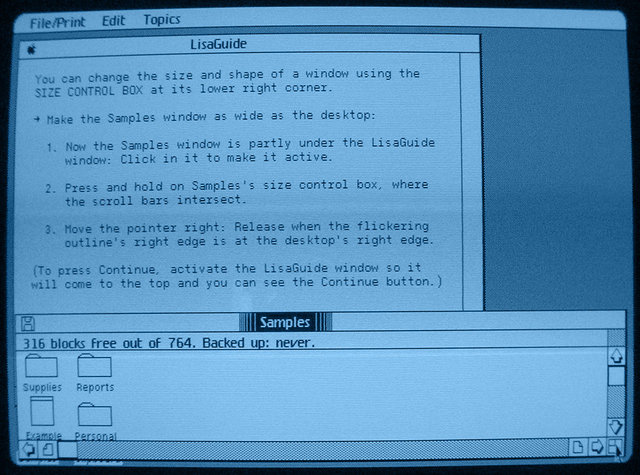 File/Print Edit Topics
LisaGuide
You can change the size and shape of a window using the
SIZE CONTROL BOX at its lower right corner.
→ Make the Samples window as wide as the desktop:
1. Now the Samples window is partly under the LisaGuide
window: Click in it to make it active.
2. Press and hold on Samples's size control box, where
the scroll bars intersect.
3. Move the pointer right: Release when the flickering
outline's right edge is at the desktop's right edge.
(To press Continue, activate the LisaGuide window so it
will come to the top and you can see the Continue button.)
Samples
316 blocks free out of 764. Backed up: never.
Supplies Reports
Example Personal